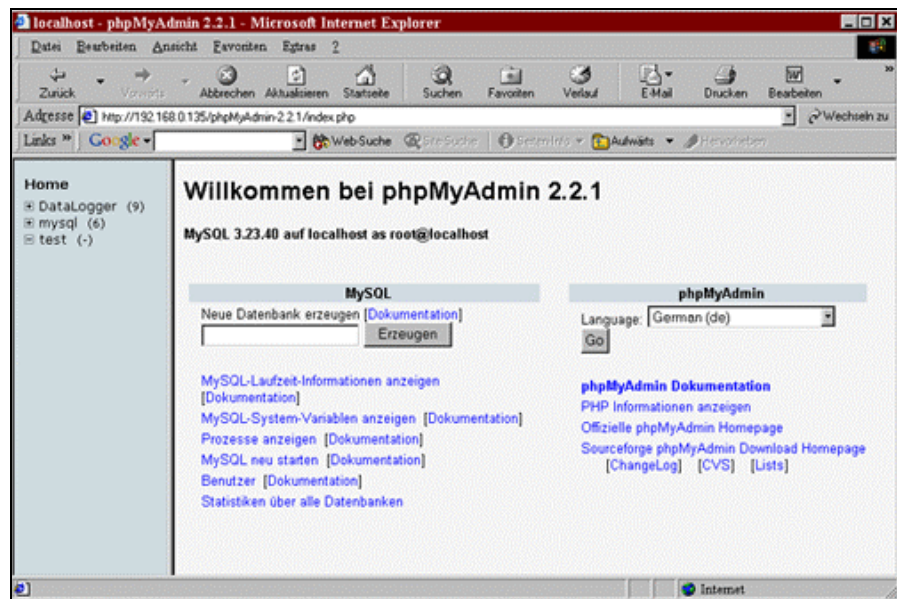 localhost - phpMyAdmin 2.2.1 - Microsoft Internet Explorer
Datei Bearbeiten Ansicht Favoriten Extras ?
Zurück Vorwärts Abbrechen Aktualisieren Startseite Suchen Favoriten Verlauf E-Mail Drucken Bearbeiten »
Adresse http://192.168.0.135/phpMyAdmin-2.2.1/index.php Wechseln zu
Links » Google Web-Suche Site-Suche Seiteninfo Aufwärts Hervorheben
Home
DataLogger (9)
mysql (6)
test (-)
Willkommen bei phpMyAdmin 2.2.1
MySQL 3.23.40 auf localhost as root@localhost
MySQL
Neue Datenbank erzeugen [Dokumentation]
Erzeugen
MySQL-Laufzeit-Informationen anzeigen
[Dokumentation]
MySQL-System-Variablen anzeigen [Dokumentation]
Prozesse anzeigen [Dokumentation]
MySQL neu starten [Dokumentation]
Benutzer [Dokumentation]
Statistiken über alle Datenbanken
phpMyAdmin
Language: German (de)
Go
phpMyAdmin Dokumentation
PHP Informationen anzeigen
Offizielle phpMyAdmin Homepage
Sourceforge phpMyAdmin Download Homepage
[ChangeLog] [CVS] [Lists]
Internet